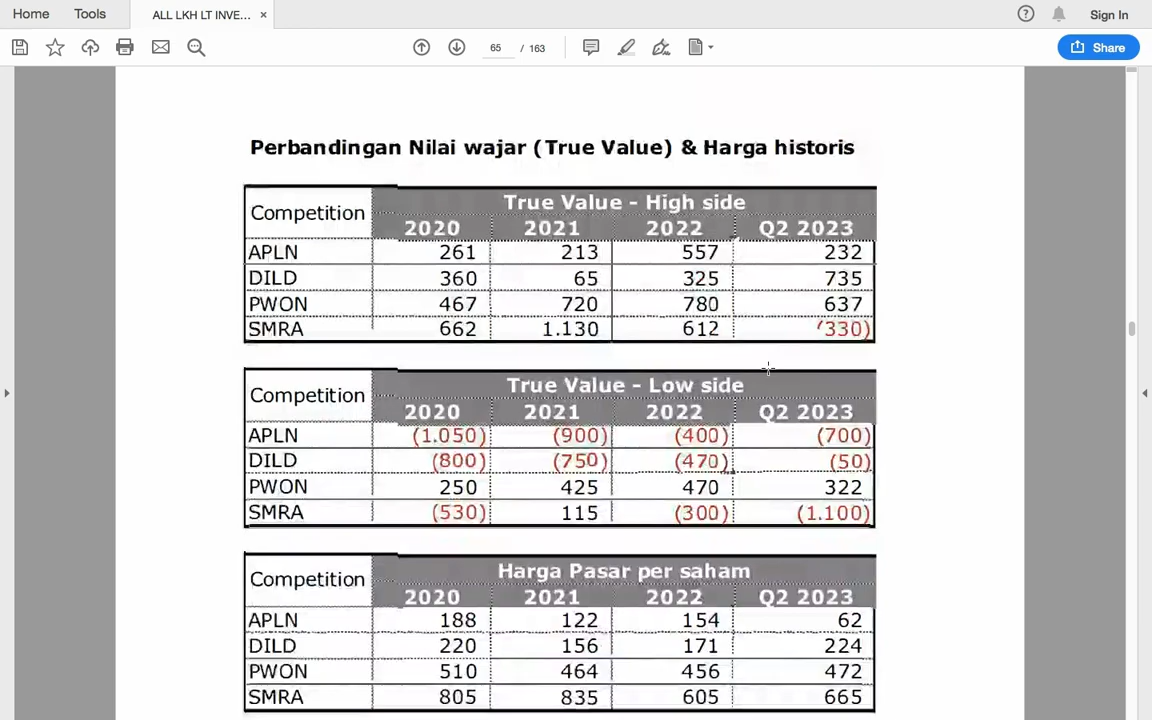 Home Tools ALL LKH LT INVE... × Sign In
65 / 163 Share
Perbandingan Nilai wajar (True Value) & Harga historis
Competition True Value - High side
2020 2021 2022 Q2 2023
APLN 261 213 557 232
DILD 360 65 325 735
PWON 467 720 780 637
SMRA 662 1.130 612 (330)
Competition True Value - Low side
2020 2021 2022 Q2 2023
APLN (1.050) (900) (400) (700)
DILD (800) (750) (470) (50)
PWON 250 425 470 322
SMRA (530) 115 (300) (1.100)
Competition Harga Pasar per saham
2020 2021 2022 Q2 2023
APLN 188 122 154 62
DILD 220 156 171 224
PWON 510 464 456 472
SMRA 805 835 605 665